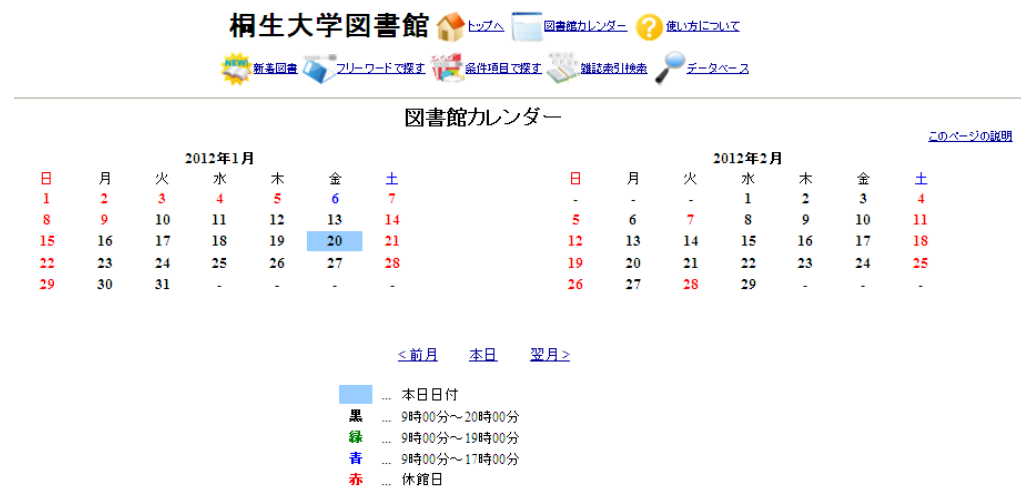 桐生大学図書館 トップへ 図書館カレンダー 使い方について
NEW 新着図書 フリーワードで探す 条件項目で探す 雑誌索引検索 データベース
図書館カレンダー
このページの説明
2012年1月
日 月 火 水 木 金 土
1 2 3 4 5 6 7
8 9 10 11 12 13 14
15 16 17 18 19 20 21
22 23 24 25 26 27 28
29 30 31 - - - -
2012年2月
日 月 火 水 木 金 土
- - - 1 2 3 4
5 6 7 8 9 10 11
12 13 14 15 16 17 18
19 20 21 22 23 24 25
26 27 28 29 - - -
<前月 本日 翌月>
... 本日日付
黒 ... 9時00分～20時00分
緑 ... 9時00分～19時00分
青 ... 9時00分～17時00分
赤 ... 休館日